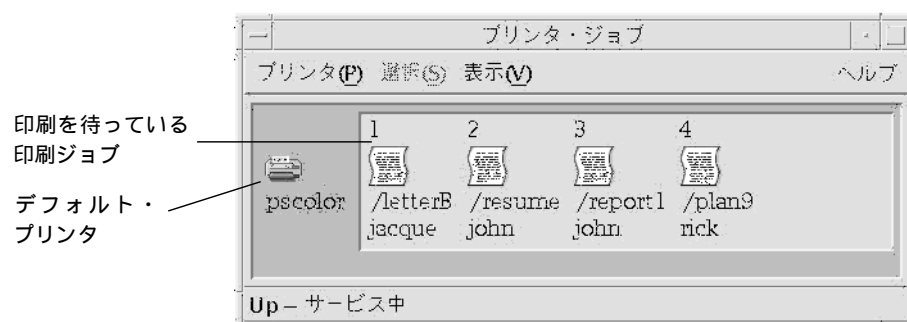 プリンタ・ジョブ
プリンタ(P) 選択(S) 表示(V) ヘルプ
印刷を待っている
印刷ジョブ
デフォルト・
プリンタ
1 2 3 4
pscolor /letterB /resume /report1 /plan9
jacque john john rick
Up – サービス中